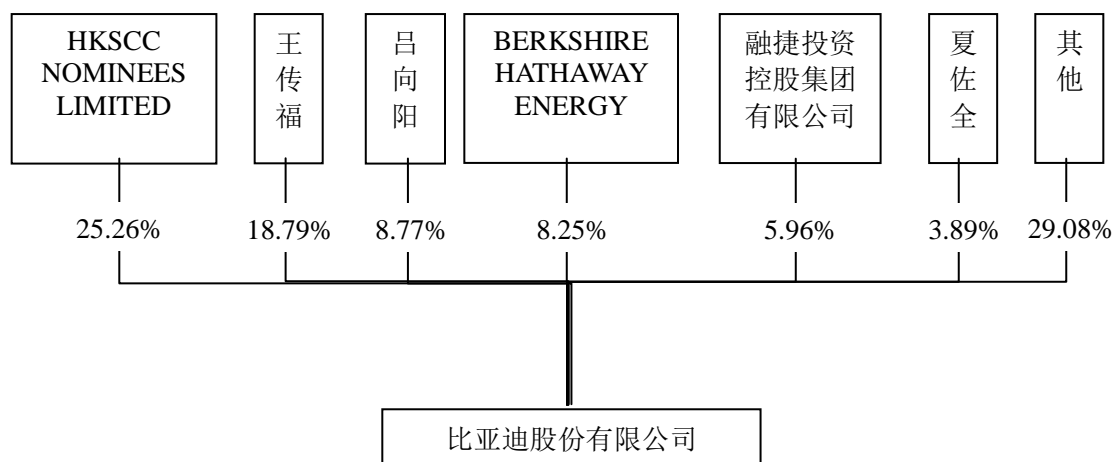 HKSCC
NOMINEES
LIMITED
王
传
福
吕
向
阳
BERKSHIRE
HATHAWAY
ENERGY
融捷投资
控股集团
有限公司
夏
佐
全
其
他
25.26%
18.79%
8.77%
8.25%
5.96%
3.89%
29.08%
比亚迪股份有限公司